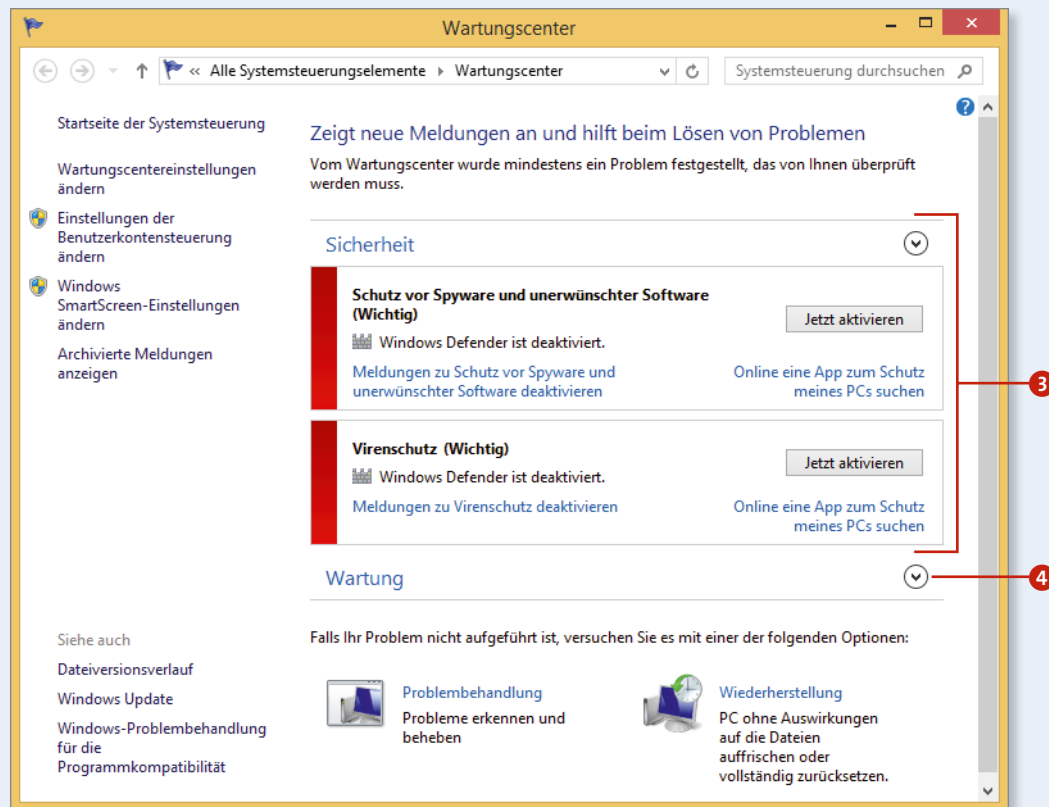 Wartungscenter
« Alle Systemsteuerungselemente ▸ Wartungscenter
Systemsteuerung durchsuchen
?
Startseite der Systemsteuerung
Wartungscentereinstellungen
ändern
Einstellungen der
Benutzerkontensteuerung
ändern
Windows
SmartScreen-Einstellungen
ändern
Archivierte Meldungen
anzeigen
Zeigt neue Meldungen an und hilft beim Lösen von Problemen
Vom Wartungscenter wurde mindestens ein Problem festgestellt, das von Ihnen überprüft
werden muss.
Sicherheit
Schutz vor Spyware und unerwünschter Software
(Wichtig)
Jetzt aktivieren
Windows Defender ist deaktiviert.
Meldungen zu Schutz vor Spyware und
unerwünschter Software deaktivieren
Online eine App zum Schutz
meines PCs suchen
3
Virenschutz (Wichtig)
Jetzt aktivieren
Windows Defender ist deaktiviert.
Meldungen zu Virenschutz deaktivieren
Online eine App zum Schutz
meines PCs suchen
Wartung
4
Falls Ihr Problem nicht aufgeführt ist, versuchen Sie es mit einer der folgenden Optionen:
Problembehandlung
Probleme erkennen und
beheben
Wiederherstellung
PC ohne Auswirkungen
auf die Dateien
auffrischen oder
vollständig zurücksetzen.
Siehe auch
Dateiversionsverlauf
Windows Update
Windows-Problembehandlung
für die
Programmkompatibilität